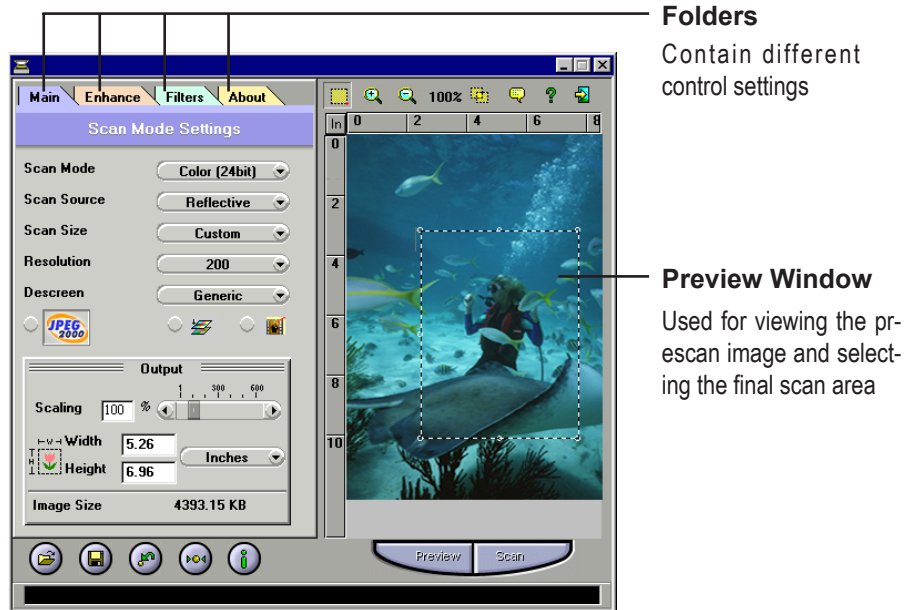 Folders
Contain different
control settings
Main Enhance Filters About
Scan Mode Settings
Scan Mode Color (24bit)
Scan Source Reflective
Scan Size Custom
Resolution 200
Descreen Generic
JPEG
2000
Output
1 300 600
Scaling 100 %
W Width 5.26
H Height 6.96
Inches
Image Size 4393.15 KB
100% ?
In 0 2 4 6 8
0
2
4
6
8
10
Preview Scan
Preview Window
Used for viewing the pr-
escan image and select-
ing the final scan area